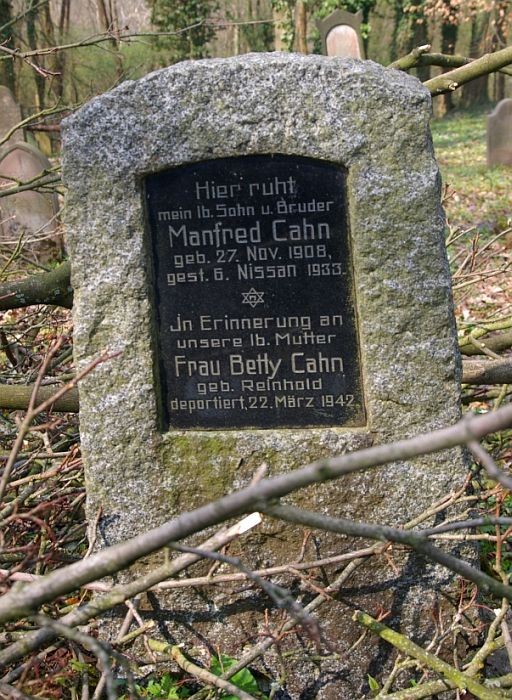 Hier ruht
mein lb. Sohn u. Bruder
Manfred Cahn
geb. 27. Nov. 1908,
gest. 6. Nissan 1933.
Jn Erinnerung an
unsere lb. Mutter
Frau Betty Cahn
geb. Reinhold
deportiert, 22. März 1942.